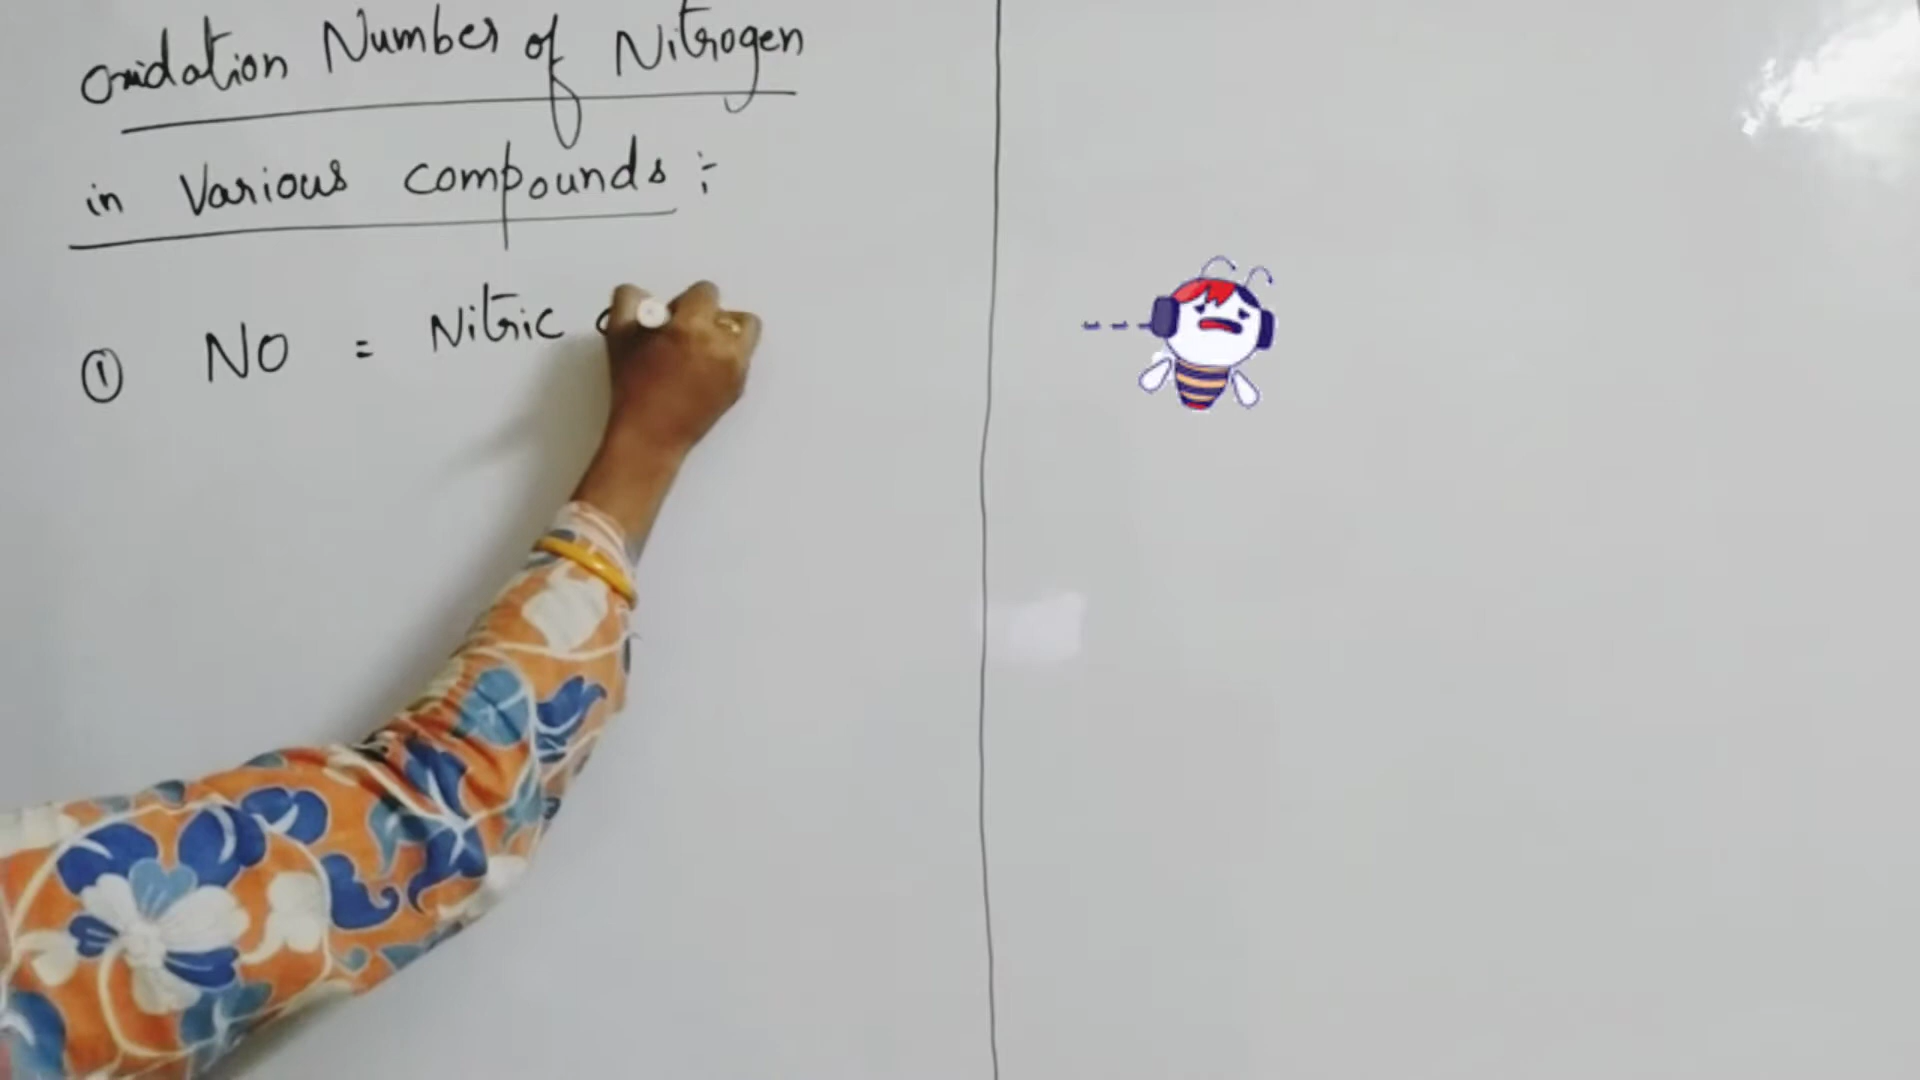 Oxidation Number of Nitrogen
in Various compounds :-
① NO = Nitric